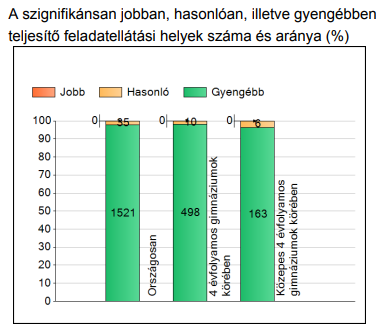 A szignifikánsan jobban, hasonlóan, illetve gyengébben
teljesítő feladatellátási helyek száma és aránya (%)
Jobb Hasonló Gyengébb
100
90
80
70
60
50
40
30
20
10
0
0 35
1521
Országosan
0 10
498
4 évfolyamos gimnáziumok
körében
0 6
163
Közepes 4 évfolyamos
gimnáziumok körében